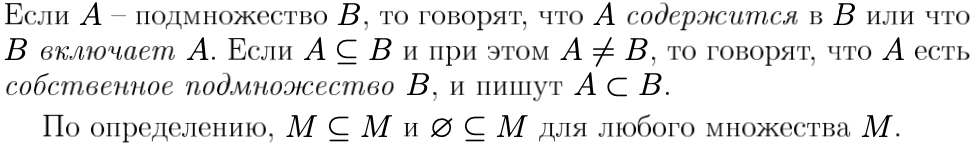 Если A – подмножество B, то говорят, что A содержится в B или что
B включает A. Если A ⊆ B и при этом A ≠ B, то говорят, что A есть
собственное подмножество B, и пишут A ⊂ B.
По определению, M ⊆ M и ∅ ⊆ M для любого множества M.